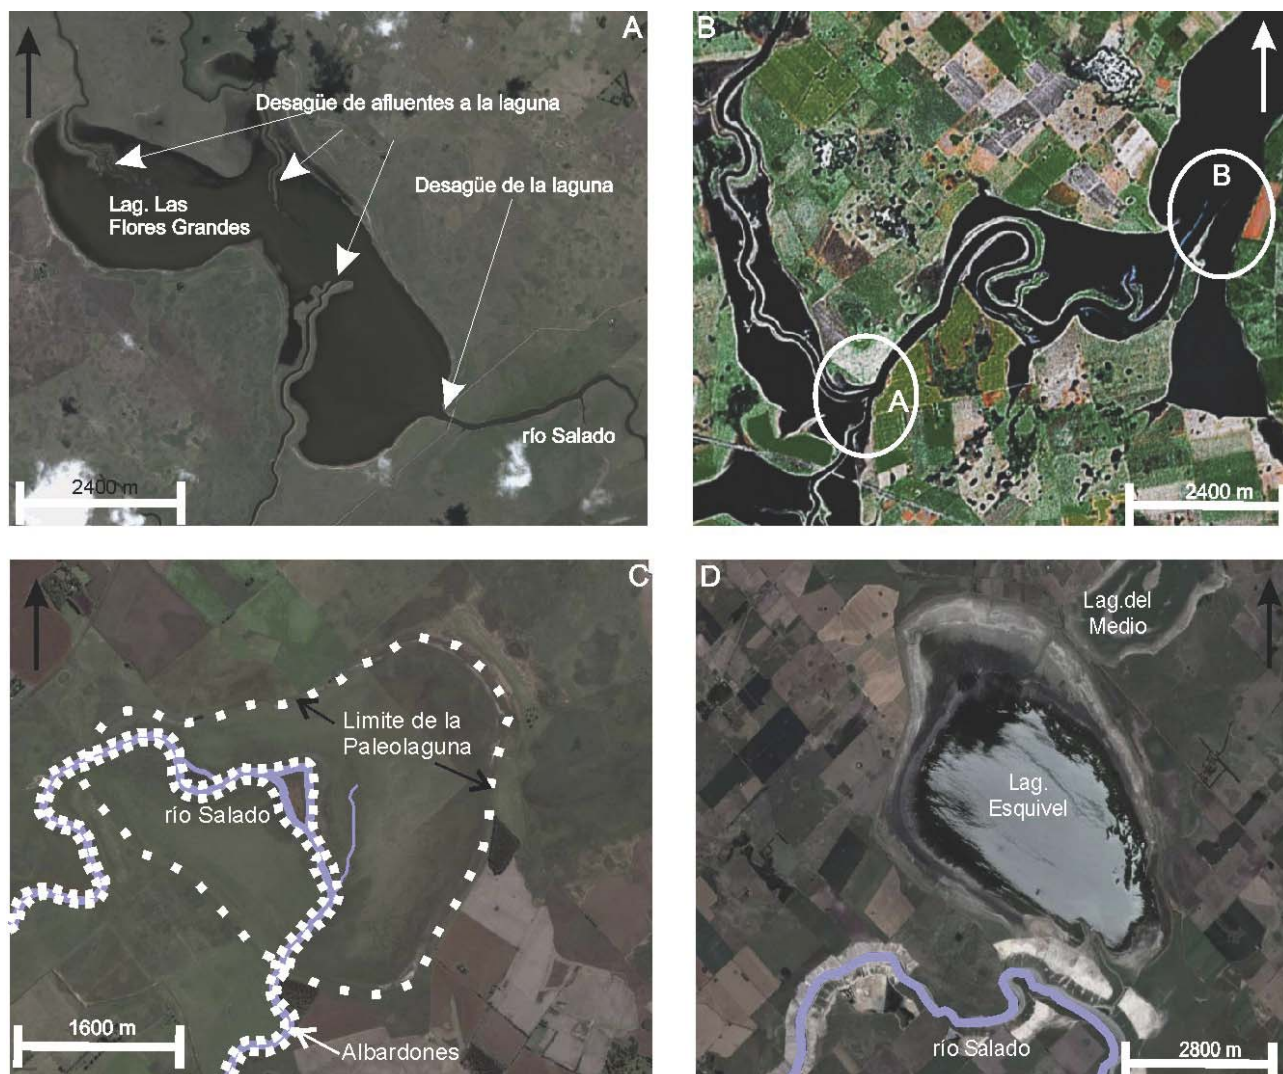 A
Desagüe de afluentes a la laguna
Desagüe de la laguna
Lag. Las
Flores Grandes
río Salado
2400 m
B
B
A
2400 m
C
Limite de la
Paleolaguna
río Salado
1600 m
Albardones
D
Lag.del
Medio
Lag.
Esquivel
río Salado
2800 m